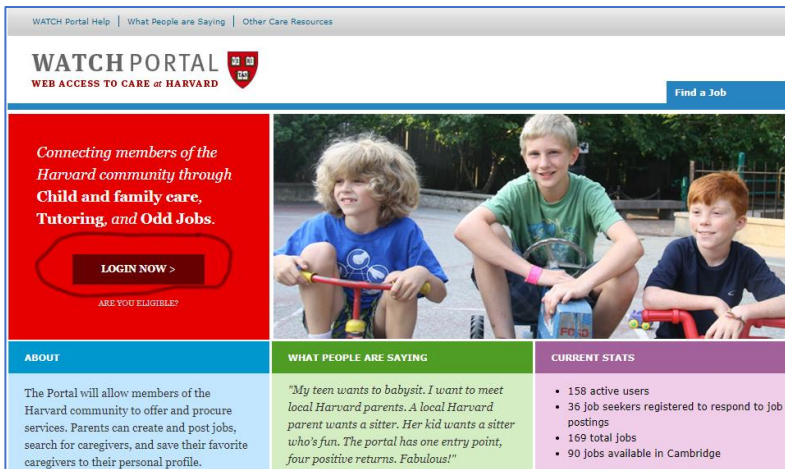 WATCH Portal Help | What People are Saying | Other Care Resources
WATCH PORTAL
WEB ACCESS TO CARE at HARVARD
VE RI TAS
Find a Job
Connecting members of the
Harvard community through
Child and family care,
Tutoring, and Odd Jobs.
LOGIN NOW >
ARE YOU ELIGIBLE?
FORD
ABOUT
The Portal will allow members of the
Harvard community to offer and procure
services. Parents can create and post jobs,
search for caregivers, and save their favorite
caregivers to their personal profile.
WHAT PEOPLE ARE SAYING
"My teen wants to babysit. I want to meet
local Harvard parents. A local Harvard
parent wants a sitter. Her kid wants a sitter
who's fun. The portal has one entry point,
four positive returns. Fabulous!"
CURRENT STATS
• 158 active users
• 36 job seekers registered to respond to job
postings
• 169 total jobs
• 90 jobs available in Cambridge